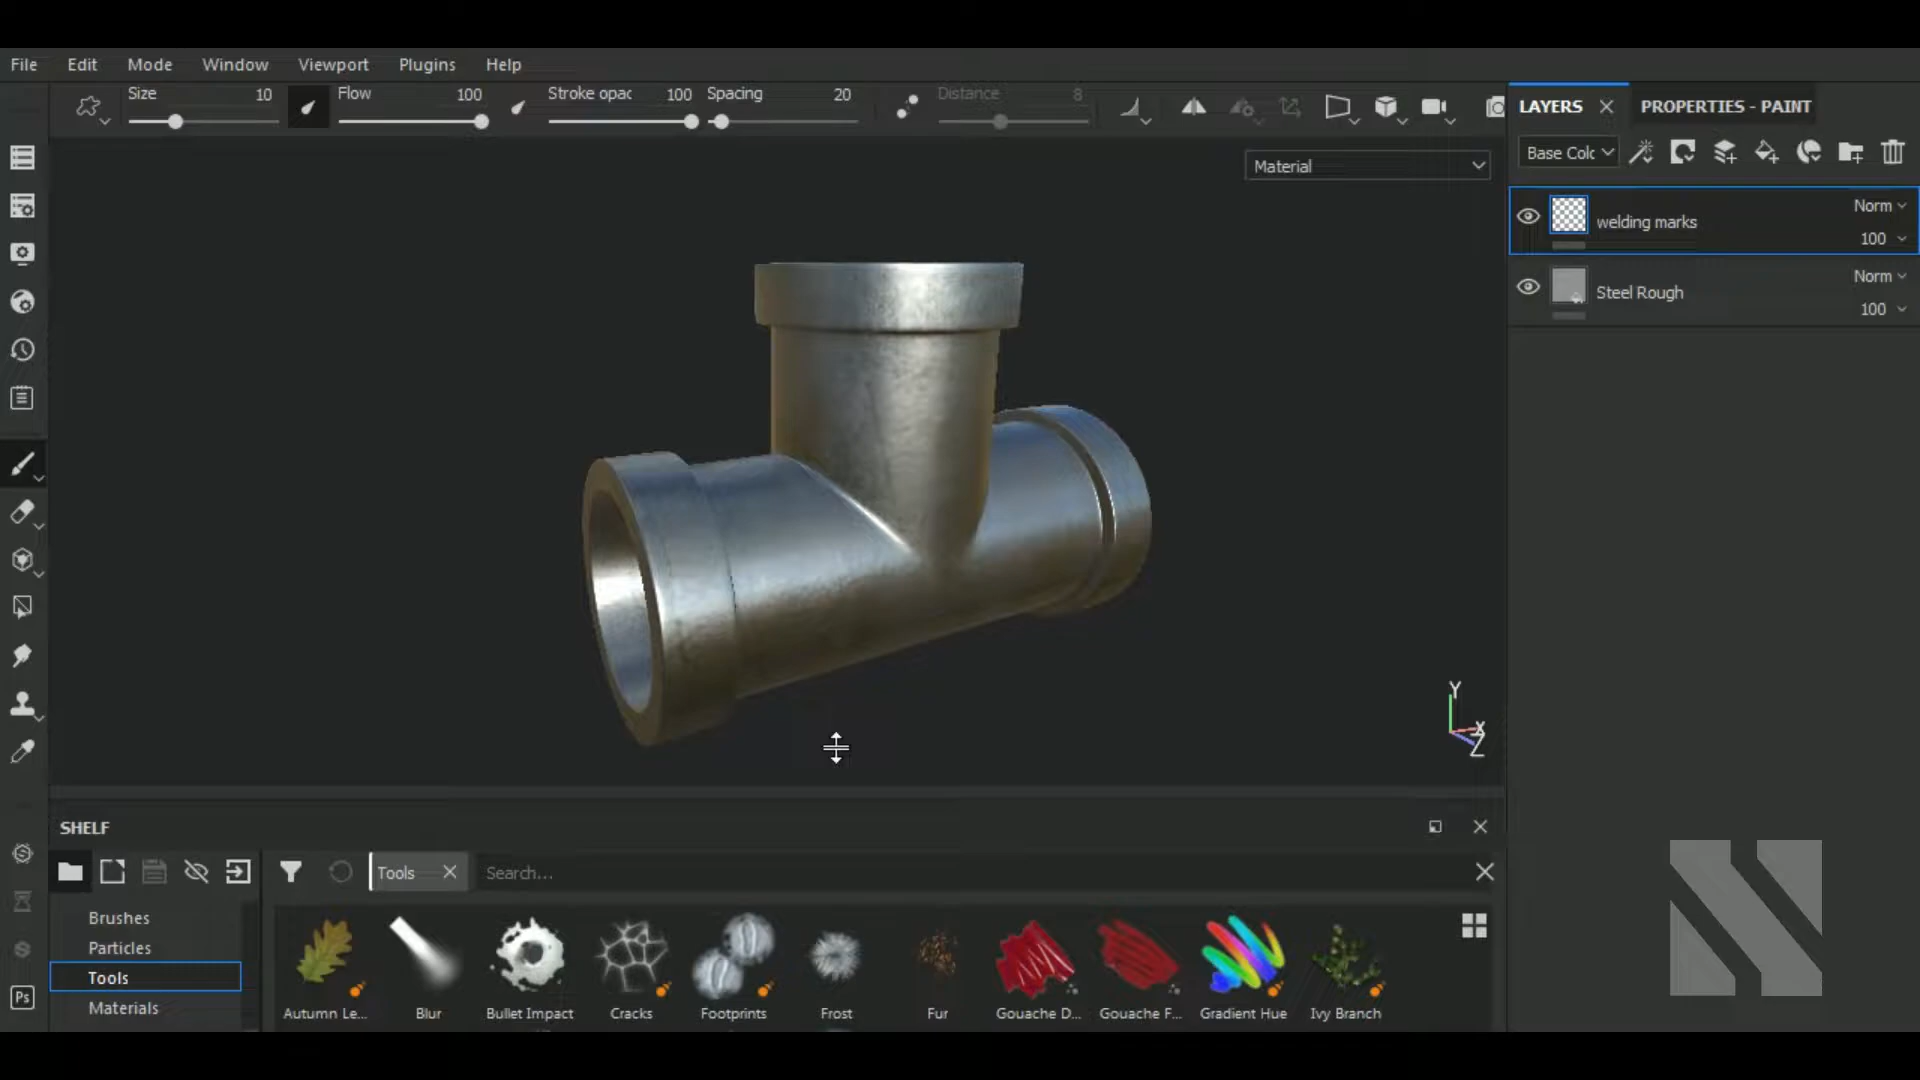 File Edit Mode Window Viewport Plugins Help
Size 10 Flow 100 Stroke opac 100 Spacing 20 Distance 8
LAYERS PROPERTIES - PAINT
Base Colc
Material
welding marks Norm 100
Steel Rough Norm 100
Y
X
Z
SHELF
Tools Search...
Brushes
Particles
Tools
Materials
Autumn Le... Blur Bullet Impact Cracks Footprints Frost Fur Gouache D... Gouache F... Gradient Hue Ivy Branch
Ps